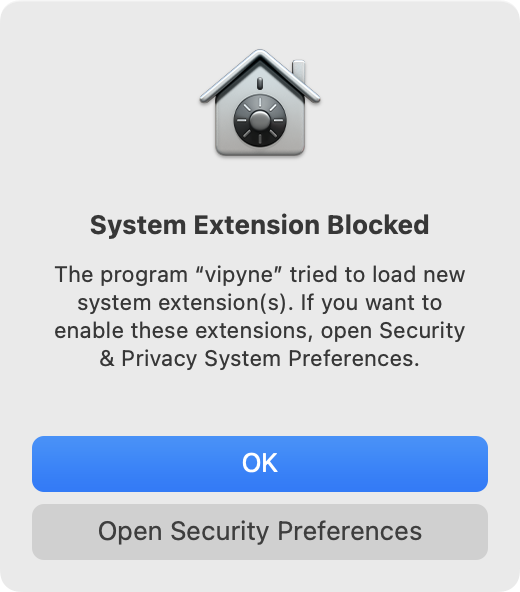 System Extension Blocked
The program “vipyne” tried to load new
system extension(s). If you want to
enable these extensions, open Security
& Privacy System Preferences.
OK
Open Security Preferences